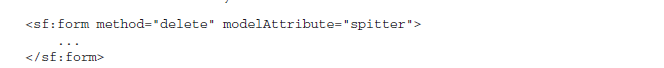 <sf:form method="delete" modelAttribute="spitter">
    ...
</sf:form>